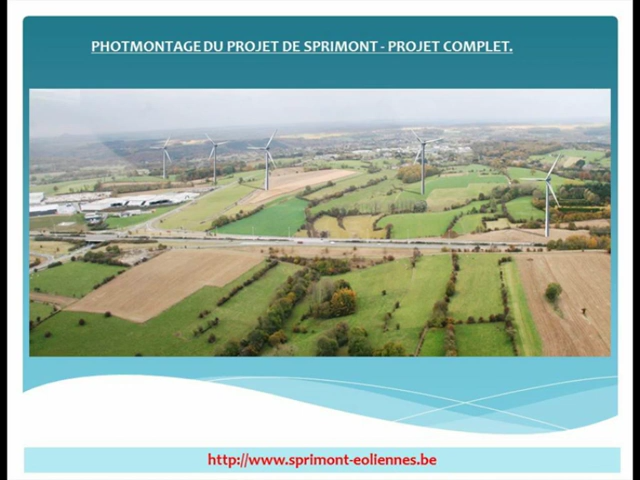 PHOTMONTAGE DU PROJET DE SPRIMONT - PROJET COMPLET.
http://www.sprimont-eoliennes.be